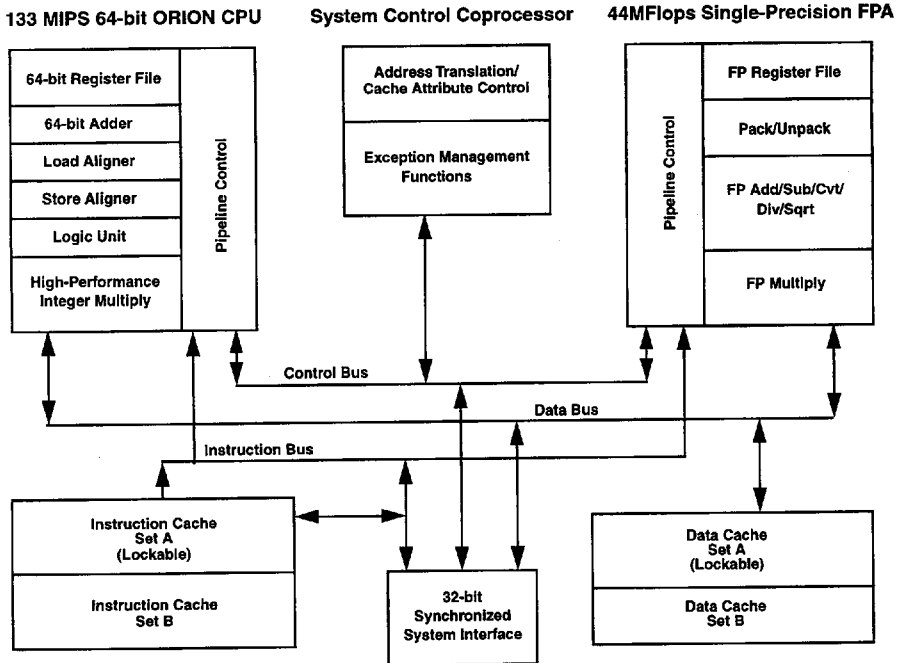 133 MIPS 64-bit ORION CPU
System Control Coprocessor
44MFlops Single-Precision FPA
64-bit Register File
64-bit Adder
Load Aligner
Store Aligner
Logic Unit
High-Performance
Integer Multiply
Pipeline Control
Address Translation/
Cache Attribute Control
Exception Management
Functions
Pipeline Control
FP Register File
Pack/Unpack
FP Add/Sub/Cvt/
Div/Sqrt
FP Multiply
Control Bus
Data Bus
Instruction Bus
Instruction Cache
Set A
(Lockable)
Instruction Cache
Set B
32-bit
Synchronized
System Interface
Data Cache
Set A
(Lockable)
Data Cache
Set B